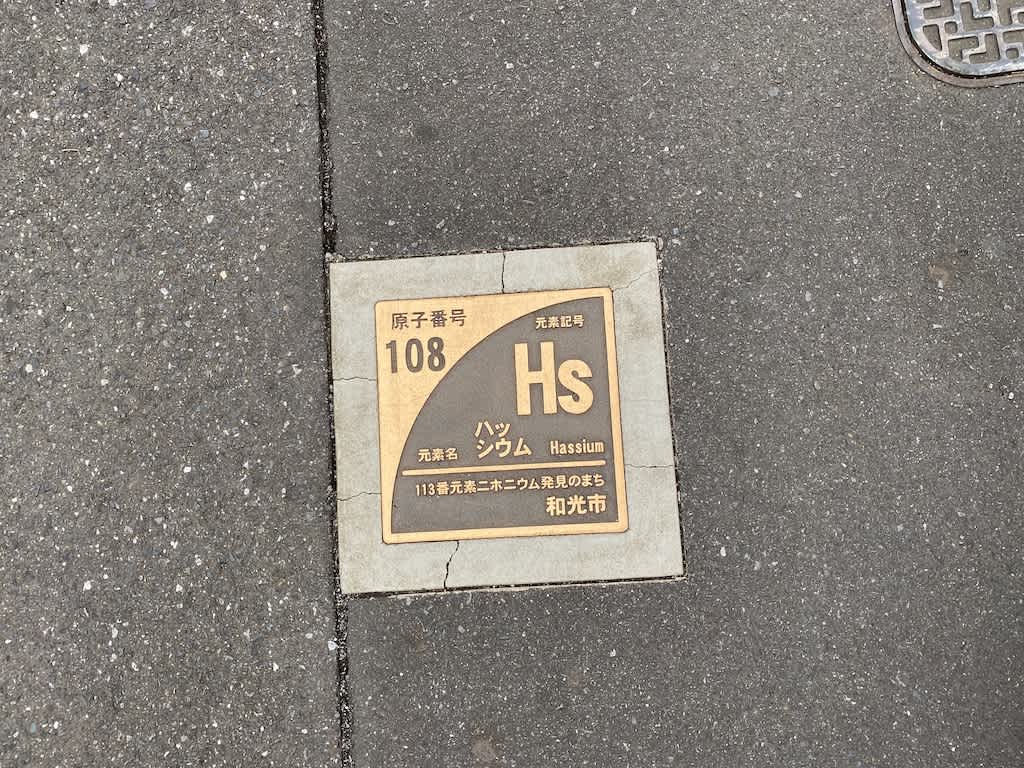 原子番号
108
元素記号
Hs
元素名 ハッ
シウム Hassium
113番元素ニホニウム発見のまち
和光市